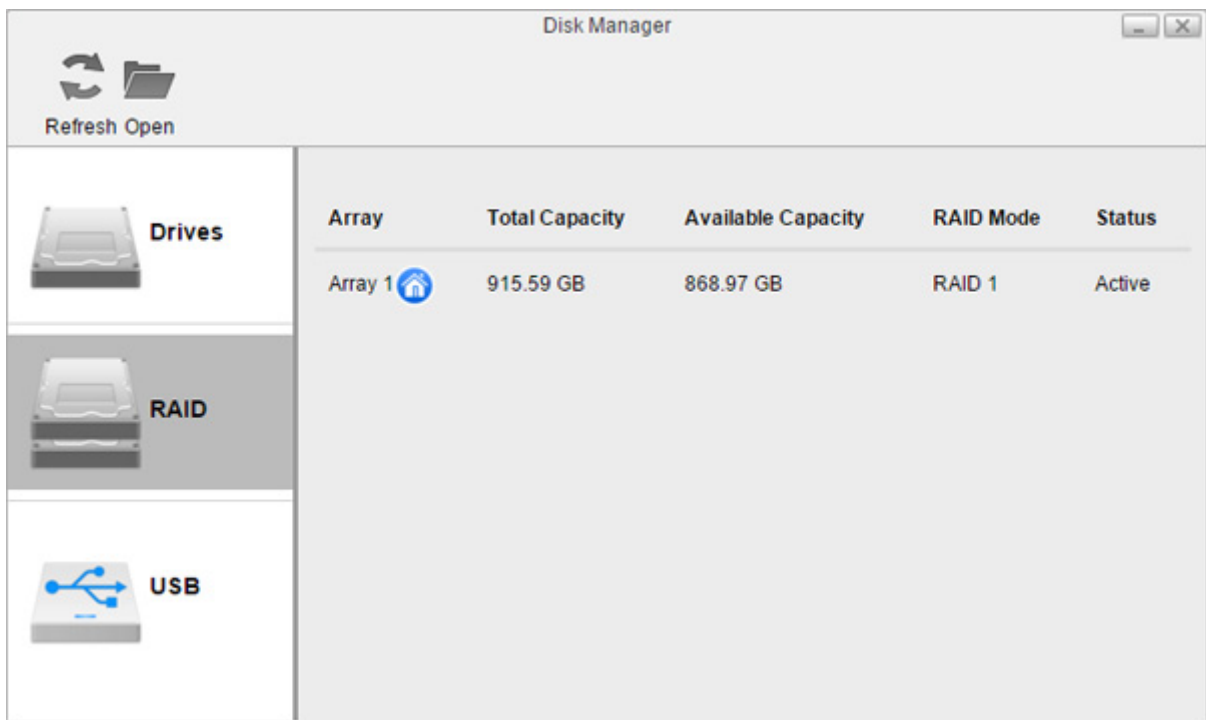 Disk Manager
Refresh Open
Drives
RAID
USB
Array Total Capacity Available Capacity RAID Mode Status
Array 1 915.59 GB 868.97 GB RAID 1 Active